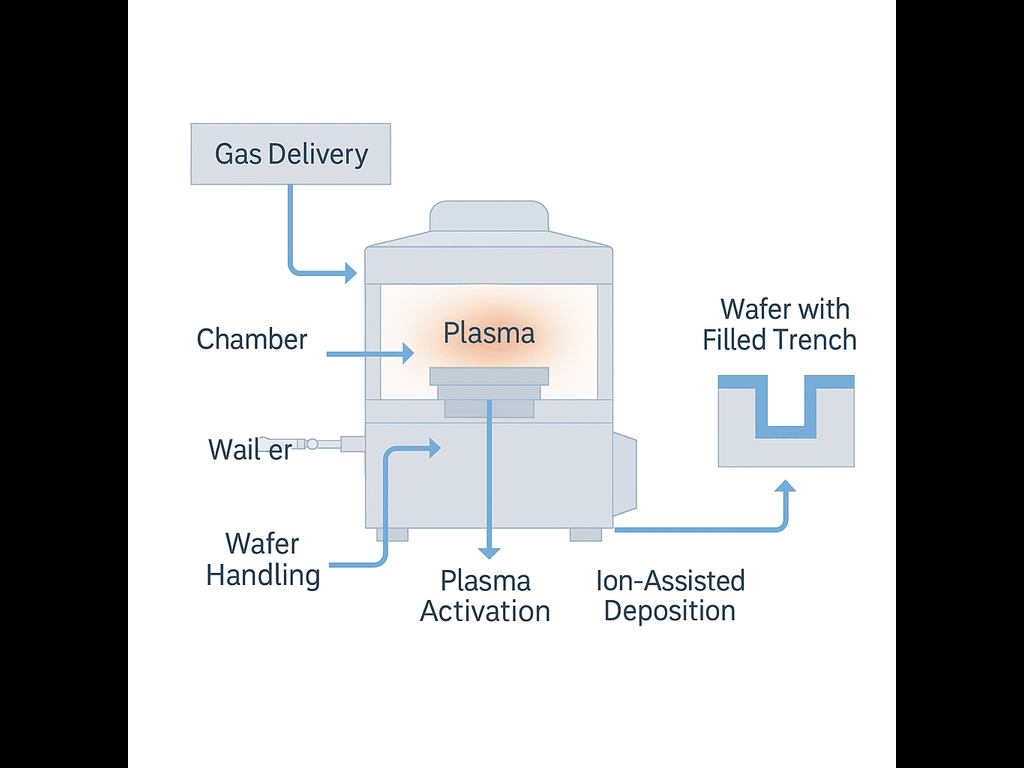 Gas Delivery
Chamber
Plasma
Wafer with
Filled Trench
Wail er
Wafer
Handling
Plasma
Activation
Ion-Assisted
Deposition